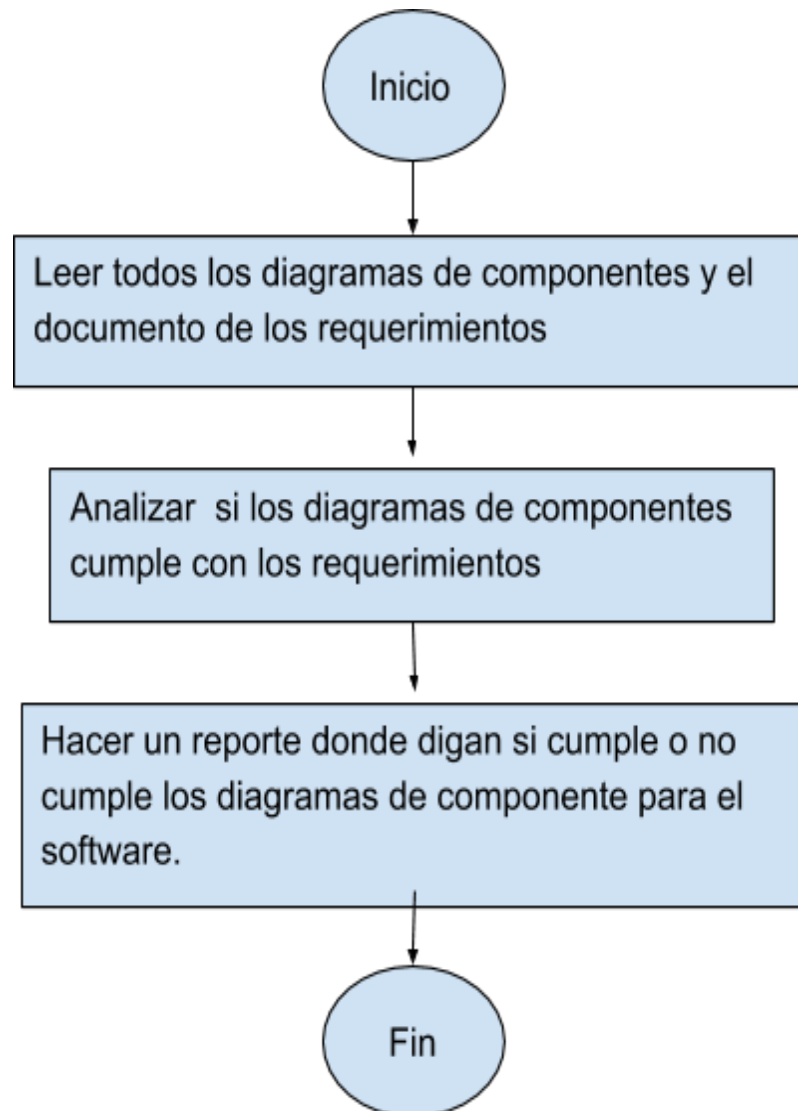 Inicio
Leer todos los diagramas de componentes y el
documento de los requerimientos
Analizar  si los diagramas de componentes
cumple con los requerimientos
Hacer un reporte donde digan si cumple o no
cumple los diagramas de componente para el
software.
Fin